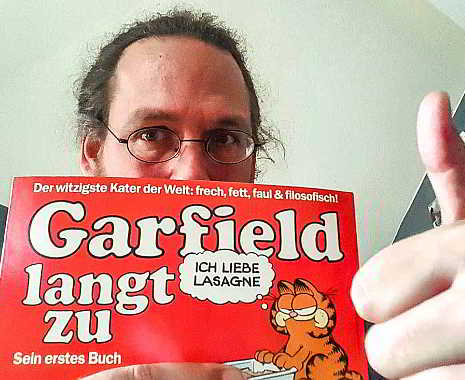 Der witzigste Kater der Welt: frech, fett, faul & filosofisch!
Garfield
langt
zu
ICH LIEBE
LASAGNE
Sein erstes Buch